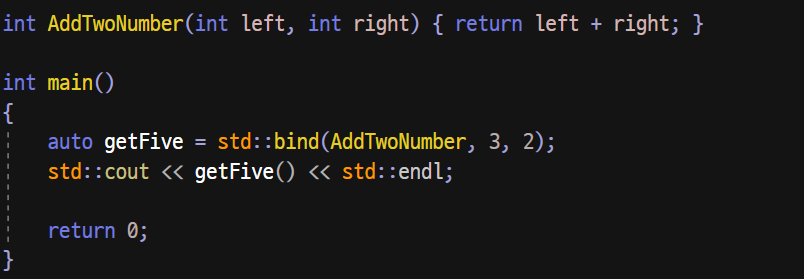 int AddTwoNumber(int left, int right) { return left + right; }
int main()
{
auto getFive = std::bind(AddTwoNumber, 3, 2);
std::cout << getFive() << std::endl;
return 0;
}